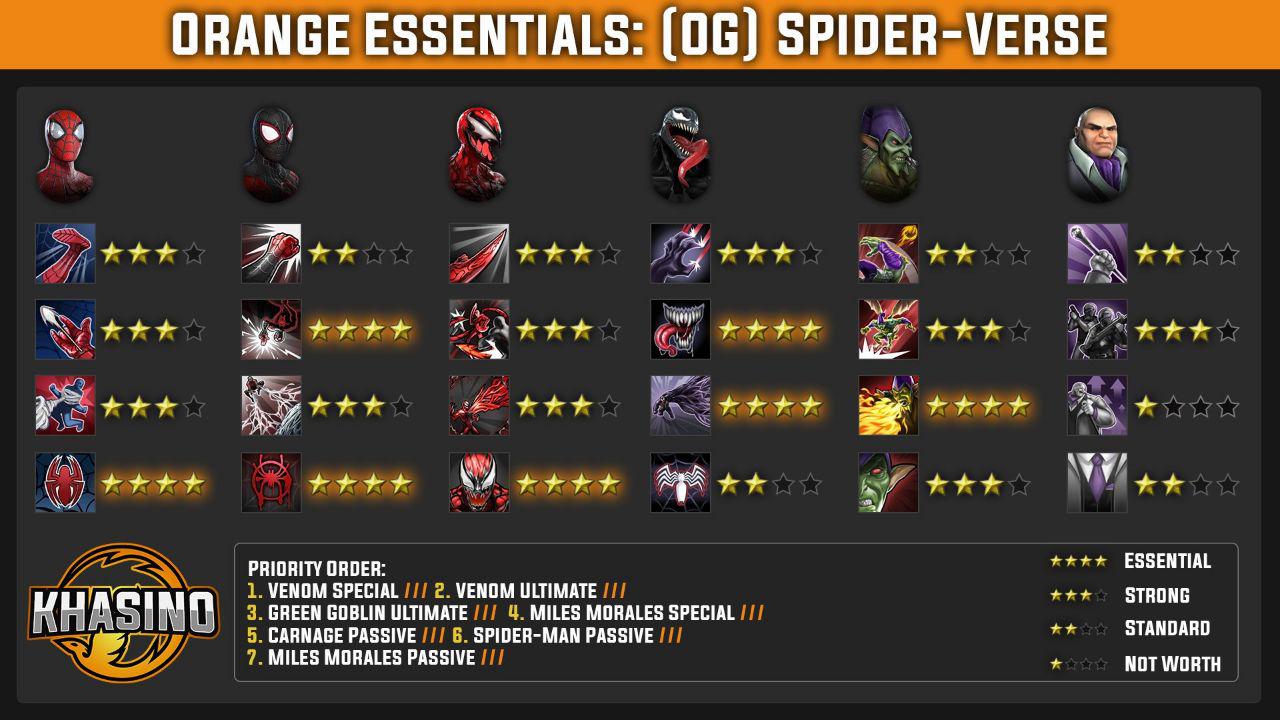 ORANGE ESSENTIALS: (OG) SPIDER-VERSE
KHASINO
PRIORITY ORDER:
1. VENOM SPECIAL /// 2. VENOM ULTIMATE ///
3. GREEN GOBLIN ULTIMATE /// 4. MILES MORALES SPECIAL ///
5. CARNAGE PASSIVE /// 6. SPIDER-MAN PASSIVE ///
7. MILES MORALES PASSIVE ///
ESSENTIAL
STRONG
STANDARD
NOT WORTH